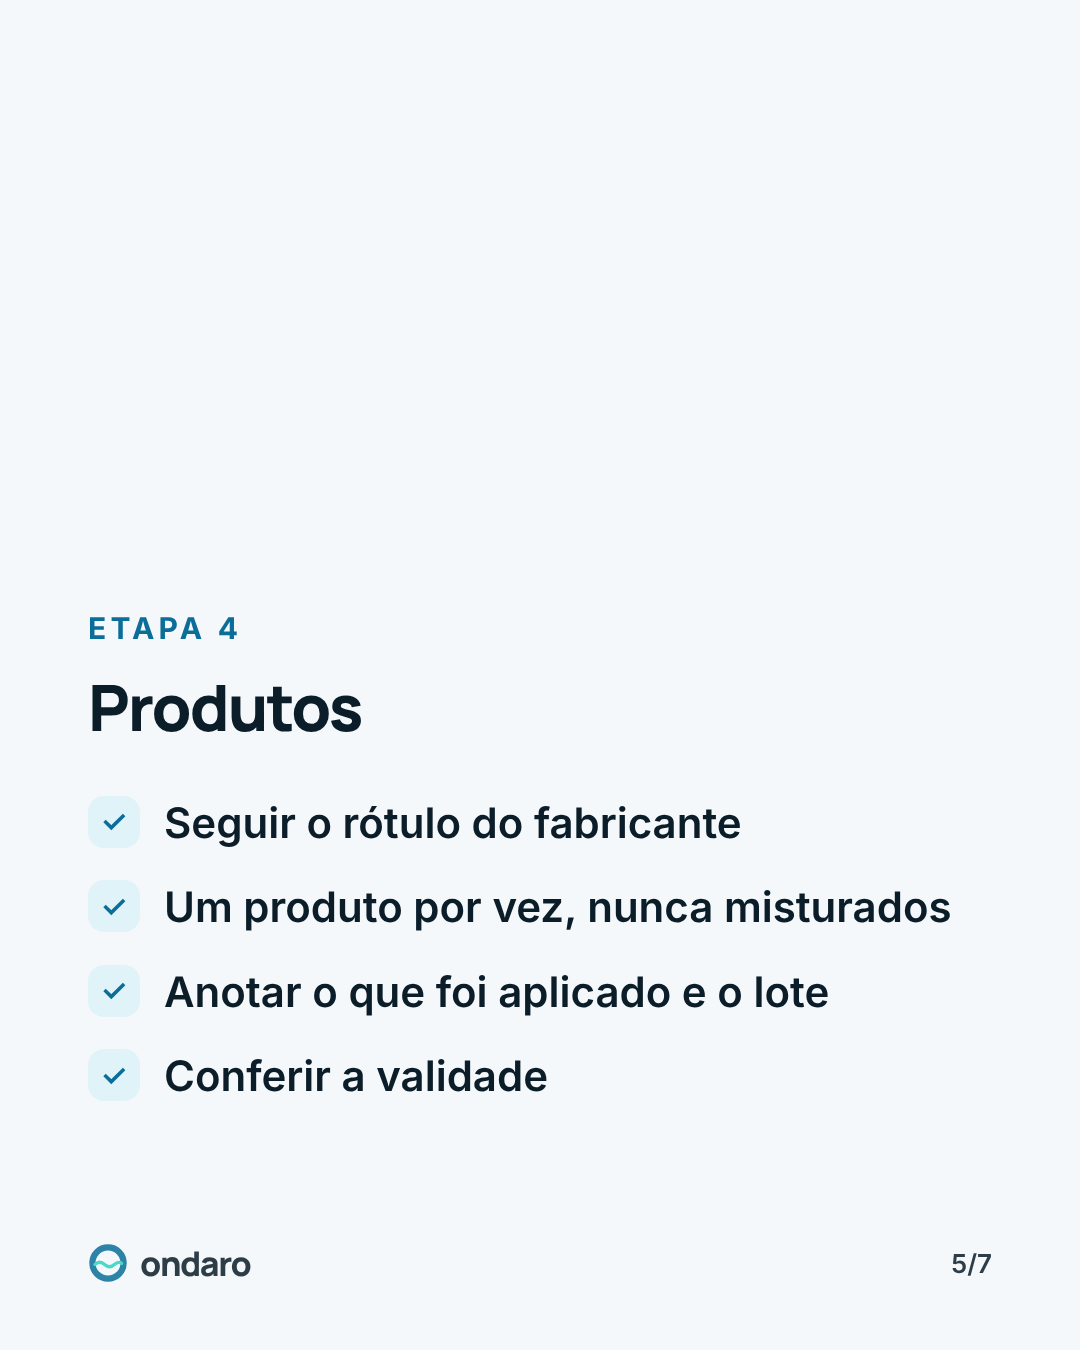 ETAPA 4
Produtos
Seguir o rótulo do fabricante
Um produto por vez, nunca misturados
Anotar o que foi aplicado e o lote
Conferir a validade
ondaro
5/7